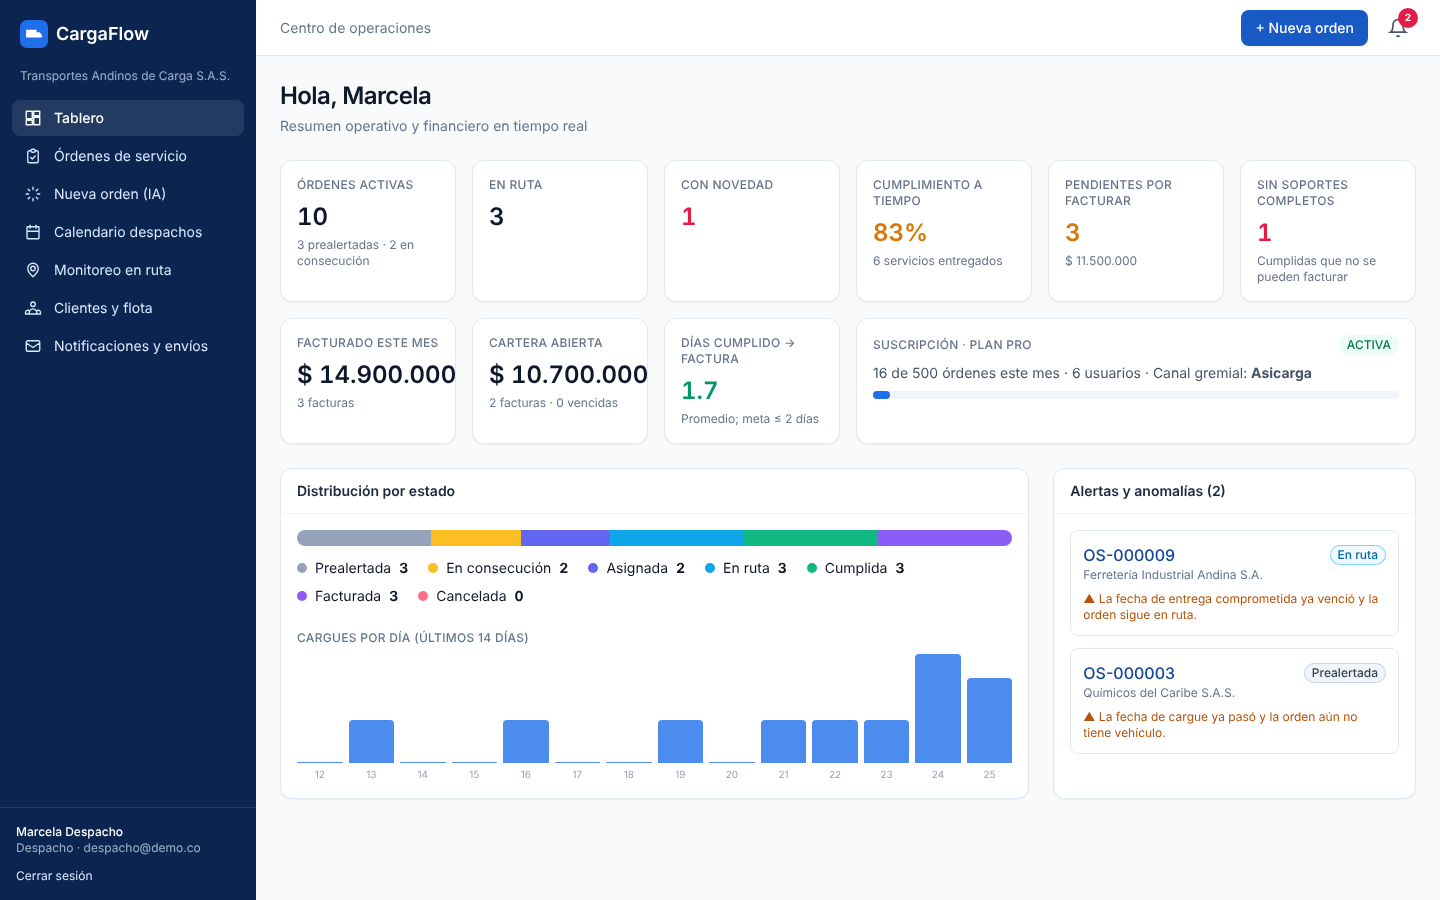 CargaFlow
Transportes Andinos de Carga S.A.S.
Tablero
Órdenes de servicio
Nueva orden (IA)
Calendario despachos
Monitoreo en ruta
Clientes y flota
Notificaciones y envíos
Marcela Despacho
Despacho · despacho@demo.co
Cerrar sesión
Centro de operaciones
+ Nueva orden
2
Hola, Marcela
Resumen operativo y financiero en tiempo real
ÓRDENES ACTIVAS
10
3 prealertadas · 2 en
consecución
EN RUTA
3
CON NOVEDAD
1
CUMPLIMIENTO A
TIEMPO
83%
6 servicios entregados
PENDIENTES POR
FACTURAR
3
$ 11.500.000
SIN SOPORTES
COMPLETOS
1
Cumplidas que no se
pueden facturar
FACTURADO ESTE MES
$ 14.900.000
3 facturas
CARTERA ABIERTA
$ 10.700.000
2 facturas · 0 vencidas
DÍAS CUMPLIDO →
FACTURA
1.7
Promedio; meta ≤ 2 días
SUSCRIPCIÓN · PLAN PRO
ACTIVA
16 de 500 órdenes este mes · 6 usuarios · Canal gremial: Asicarga
Distribución por estado
Prealertada 3 En consecución 2 Asignada 2 En ruta 3 Cumplida 3
Facturada 3 Cancelada 0
CARGUES POR DÍA (ÚLTIMOS 14 DÍAS)
12 13 14 15 16 17 18 19 20 21 22 23 24 25
Alertas y anomalías (2)
OS-000009
En ruta
Ferretería Industrial Andina S.A.
▲ La fecha de entrega comprometida ya venció y la
orden sigue en ruta.
OS-000003
Prealertada
Químicos del Caribe S.A.S.
▲ La fecha de cargue ya pasó y la orden aún no
tiene vehículo.